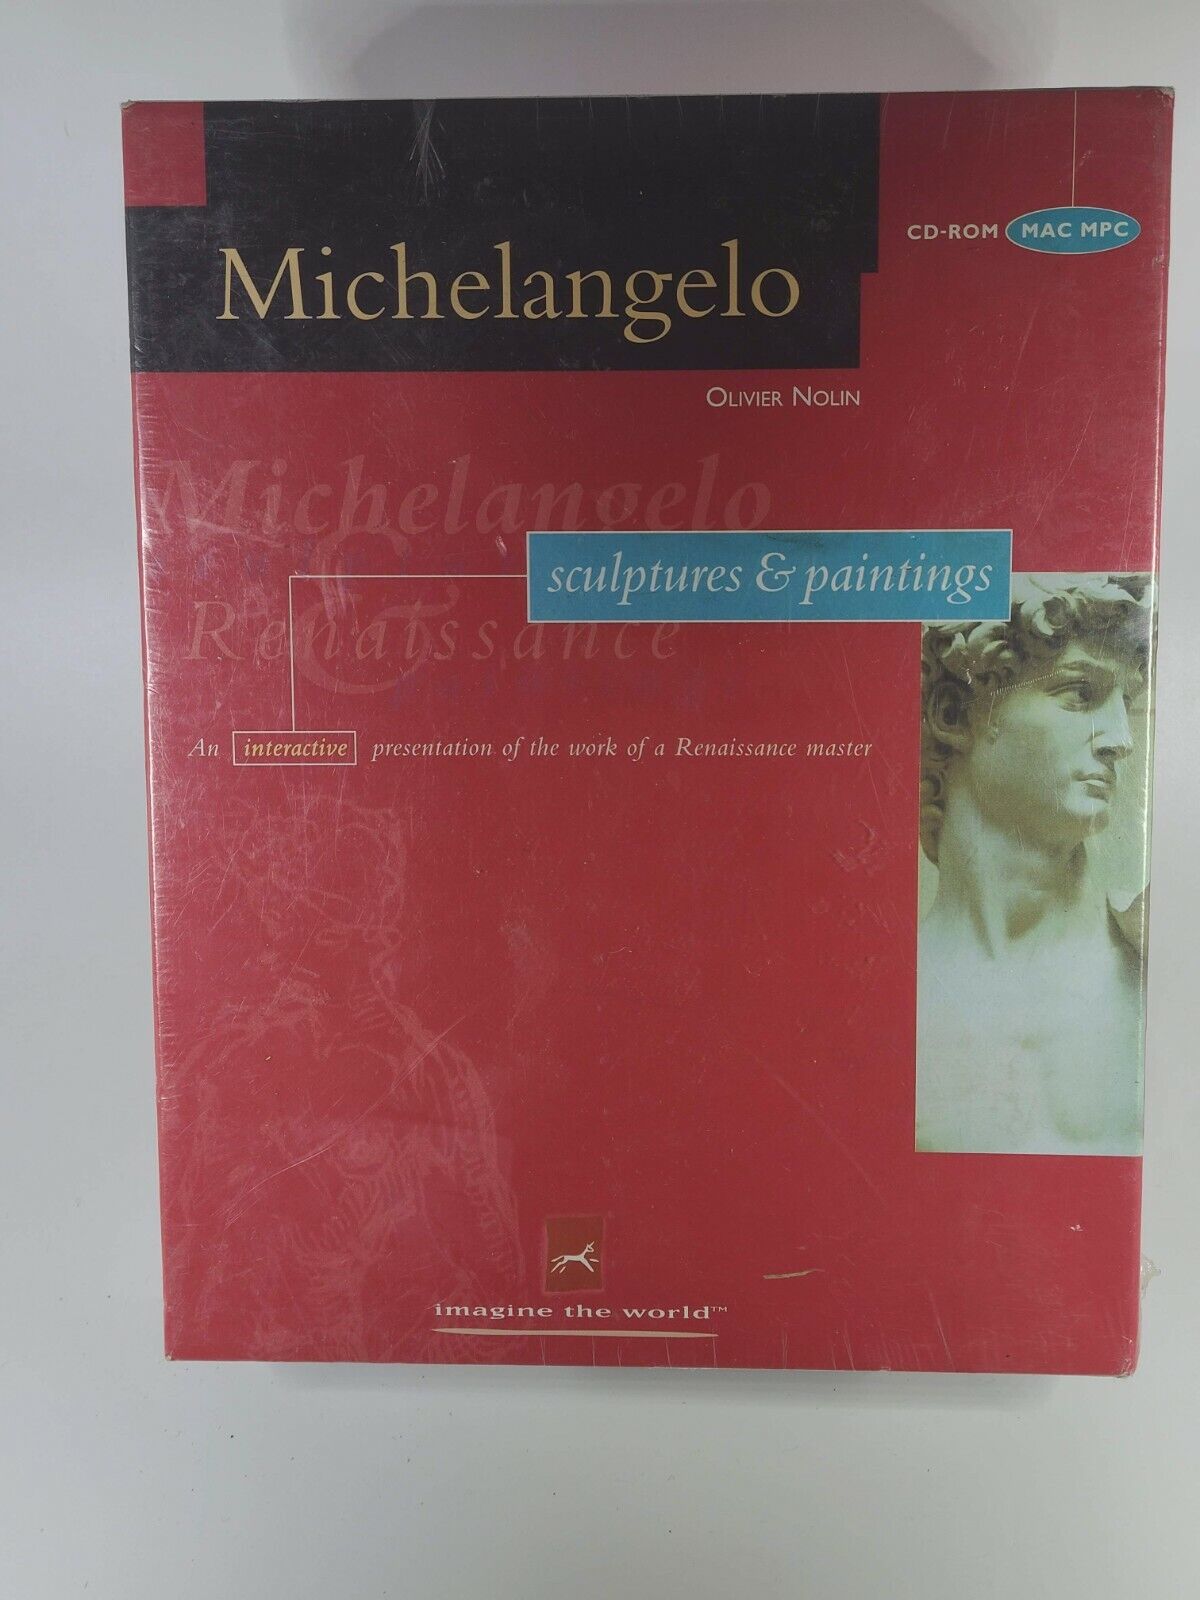 CD-ROM MAC MPC
Michelangelo
OLIVIER NOLIN
Michelangelo
sculptures & paintings
&
Renaissance
An interactive presentation of the work of a Renaissance master
imagine the world™